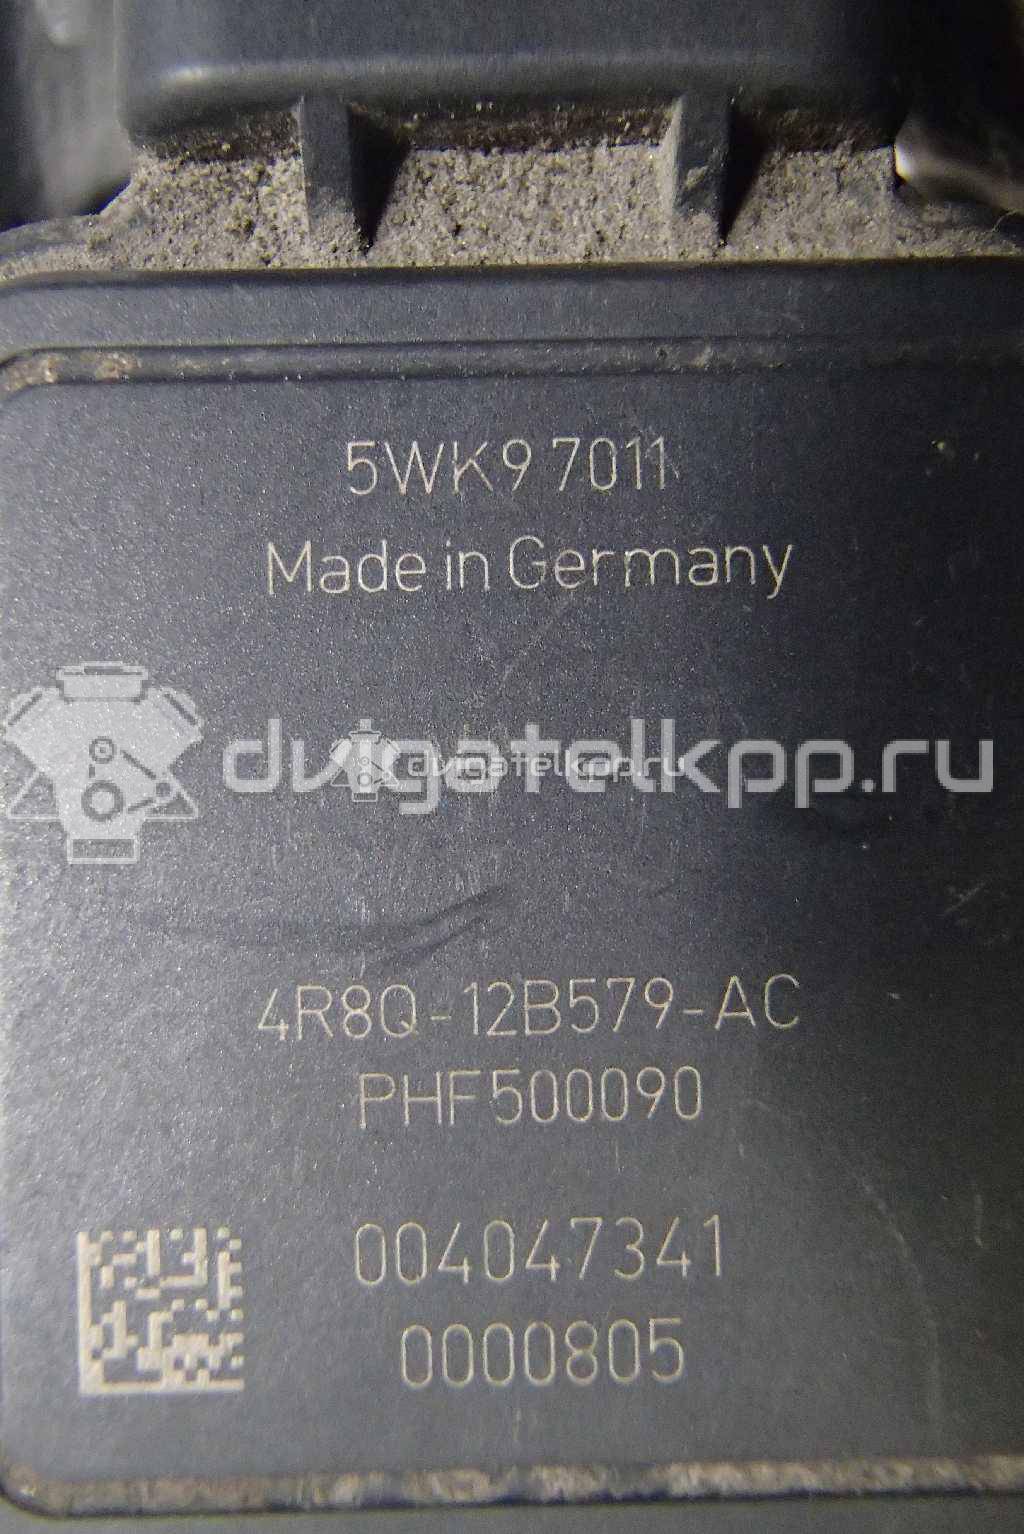 5WK9 7011
Made in Germany
dvigatelkpp.ru
dvigatelkpp.ru
4R8Q-12B579-AC
PHF500090
004047341
0000805